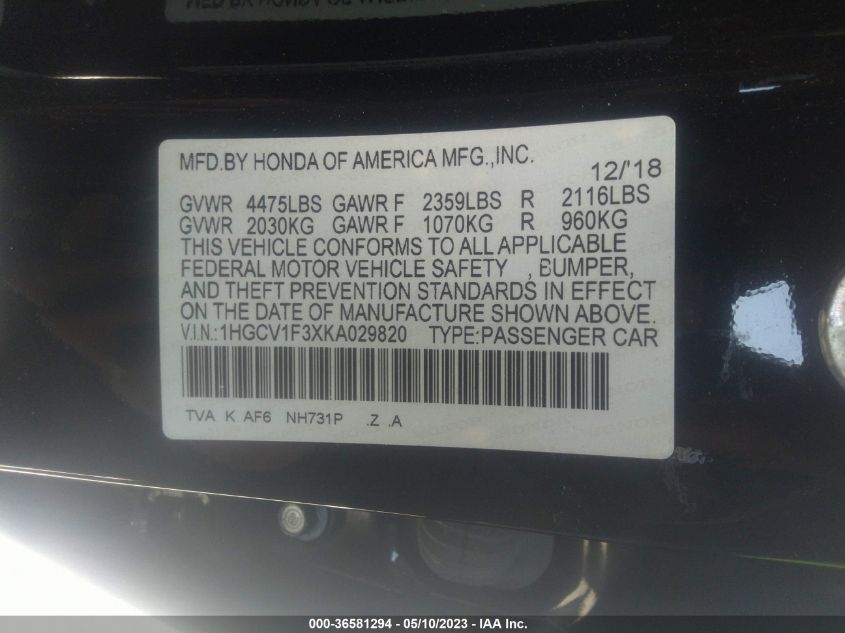 MFD.BY HONDA OF AMERICA MFG.,INC.
12/'18
GVWR 4475LBS GAWR F 2359LBS R 2116LBS
GVWR 2030KG GAWR F 1070KG R 960KG
THIS VEHICLE CONFORMS TO ALL APPLICABLE
FEDERAL MOTOR VEHICLE SAFETY , BUMPER,
AND THEFT PREVENTION STANDARDS IN EFFECT
ON THE DATE OF MANUFACTURE SHOWN ABOVE.
V.I.N.:1HGCV1F3XKA029820 TYPE:PASSENGER CAR
TVA K AF6 NH731P .Z .A
000-36581294 - 05/10/2023 - IAA Inc.